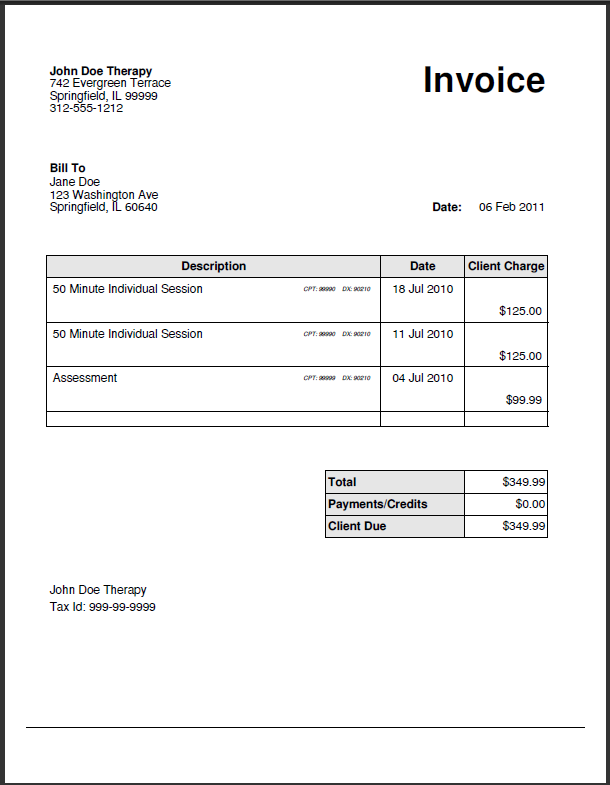 John Doe Therapy
742 Evergreen Terrace
Springfield, IL 99999
312-555-1212
Invoice
Bill To
Jane Doe
123 Washington Ave
Springfield, IL 60640
Date: 06 Feb 2011
Description Date Client Charge
50 Minute Individual Session CPT: 99990 DX: 90210 18 Jul 2010
$125.00
50 Minute Individual Session CPT: 99990 DX: 90210 11 Jul 2010
$125.00
Assessment CPT: 99999 DX: 90210 04 Jul 2010
$99.99
Total $349.99
Payments/Credits $0.00
Client Due $349.99
John Doe Therapy
Tax Id: 999-99-9999